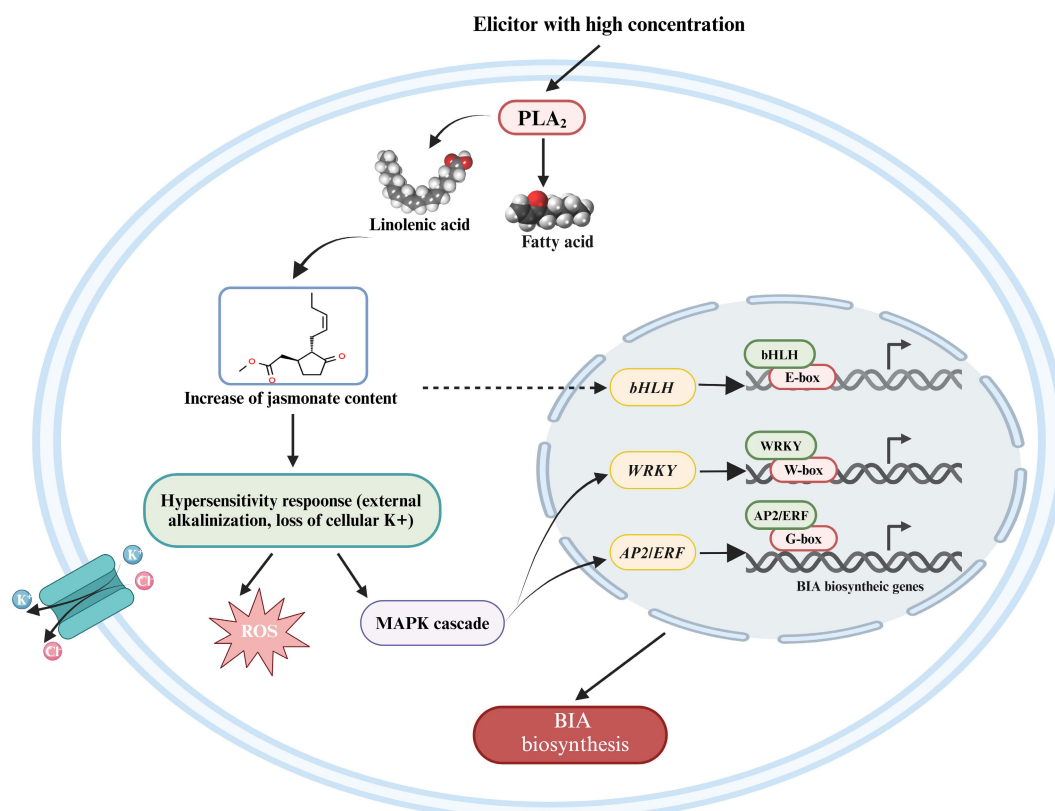 Elicitor with high concentration
PLA₂
Linolenic acid
Fatty acid
O
O
O
Increase of jasmonate content
bHLH
bHLH
E-box
WRKY
WRKY
W-box
AP2/ERF
AP2/ERF
G-box
BIA biosyntheic genes
Hypersensitivity respoonse (external
alkalinization, loss of cellular K+)
K⁺
Cl⁻
K⁺
Cl⁻
ROS
MAPK cascade
BIA
biosynthesis